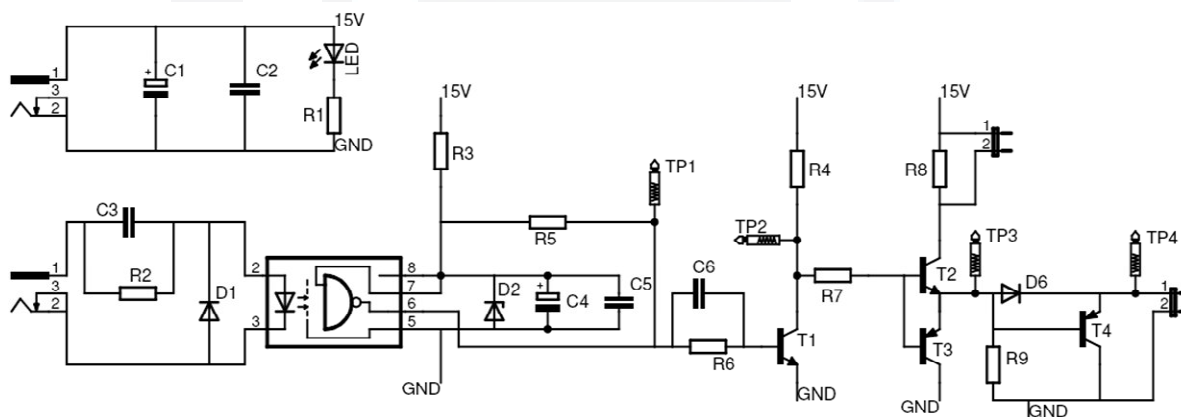 15V
1
3
2
+
C1
C2
LED
R1
GND
15V
R3
TP1
15V
R4
15V
R8
1
2
C3
R2
1
3
2
D1
2
3
8
7
6
5
R5
D2
+
C4
C5
C6
R6
TP2
R7
T1
T2
T3
TP3
D6
TP4
1
2
T4
R9
GND
GND
GND
GND